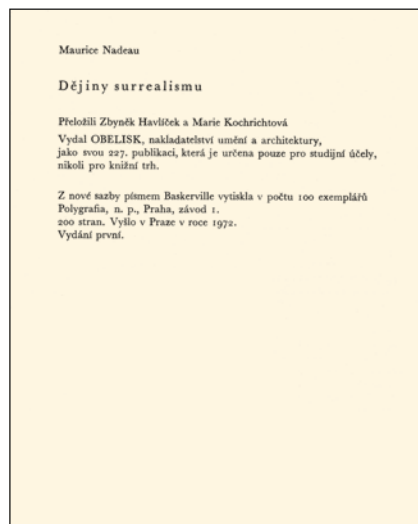 Maurice Nadeau
Dějiny surrealismu
Přeložili Zbyněk Havlíček a Marie Kochrichtová
Vydal OBELISK, nakladatelství umění a architektury,
jako svou 227. publikaci, která je určena pouze pro studijní účely,
nikoli pro knižní trh.
Z nové sazby písmem Baskerville vytiskla v počtu 100 exemplářů
Polygrafia, n. p., Praha, závod 1.
200 stran. Vyšlo v Praze v roce 1972.
Vydání první.